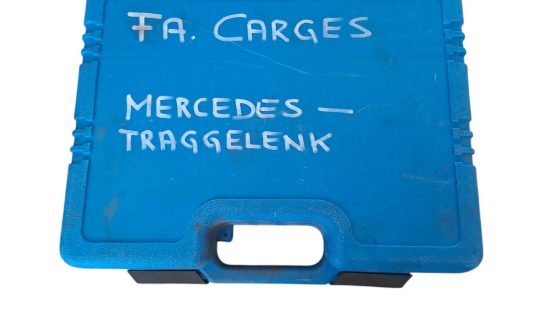 FA. CARGES
MERCEDES —
TRAGGELENK